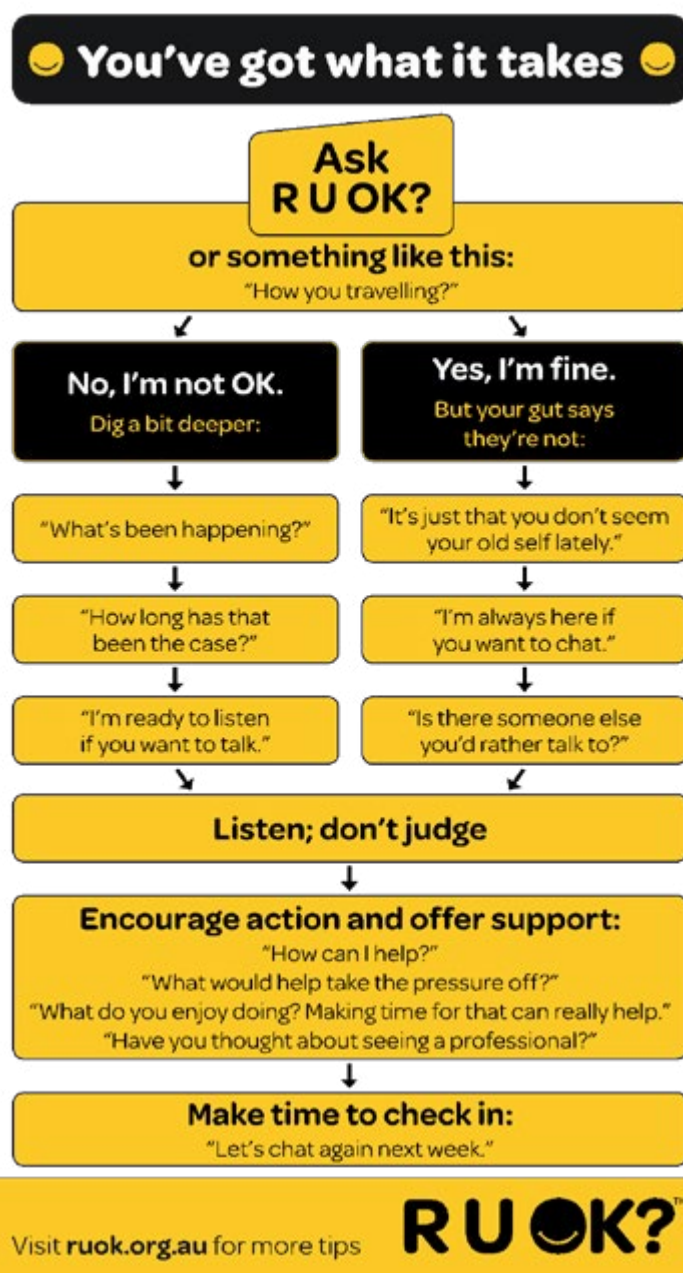 You've got what it takes
Ask
R U OK?
or something like this:
"How you travelling?"
No, I'm not OK.
Dig a bit deeper:
"What's been happening?"
"How long has that
been the case?"
"I'm ready to listen
if you want to talk."
Yes, I'm fine.
But your gut says
they're not:
"It's just that you don't seem
your old self lately."
"I'm always here if
you want to chat."
"Is there someone else
you'd rather talk to?"
Listen; don't judge
Encourage action and offer support:
"How can I help?"
"What would help take the pressure off?"
"What do you enjoy doing? Making time for that can really help."
"Have you thought about seeing a professional?"
Make time to check in:
"Let's chat again next week."
Visit ruok.org.au for more tips
R U OK?™